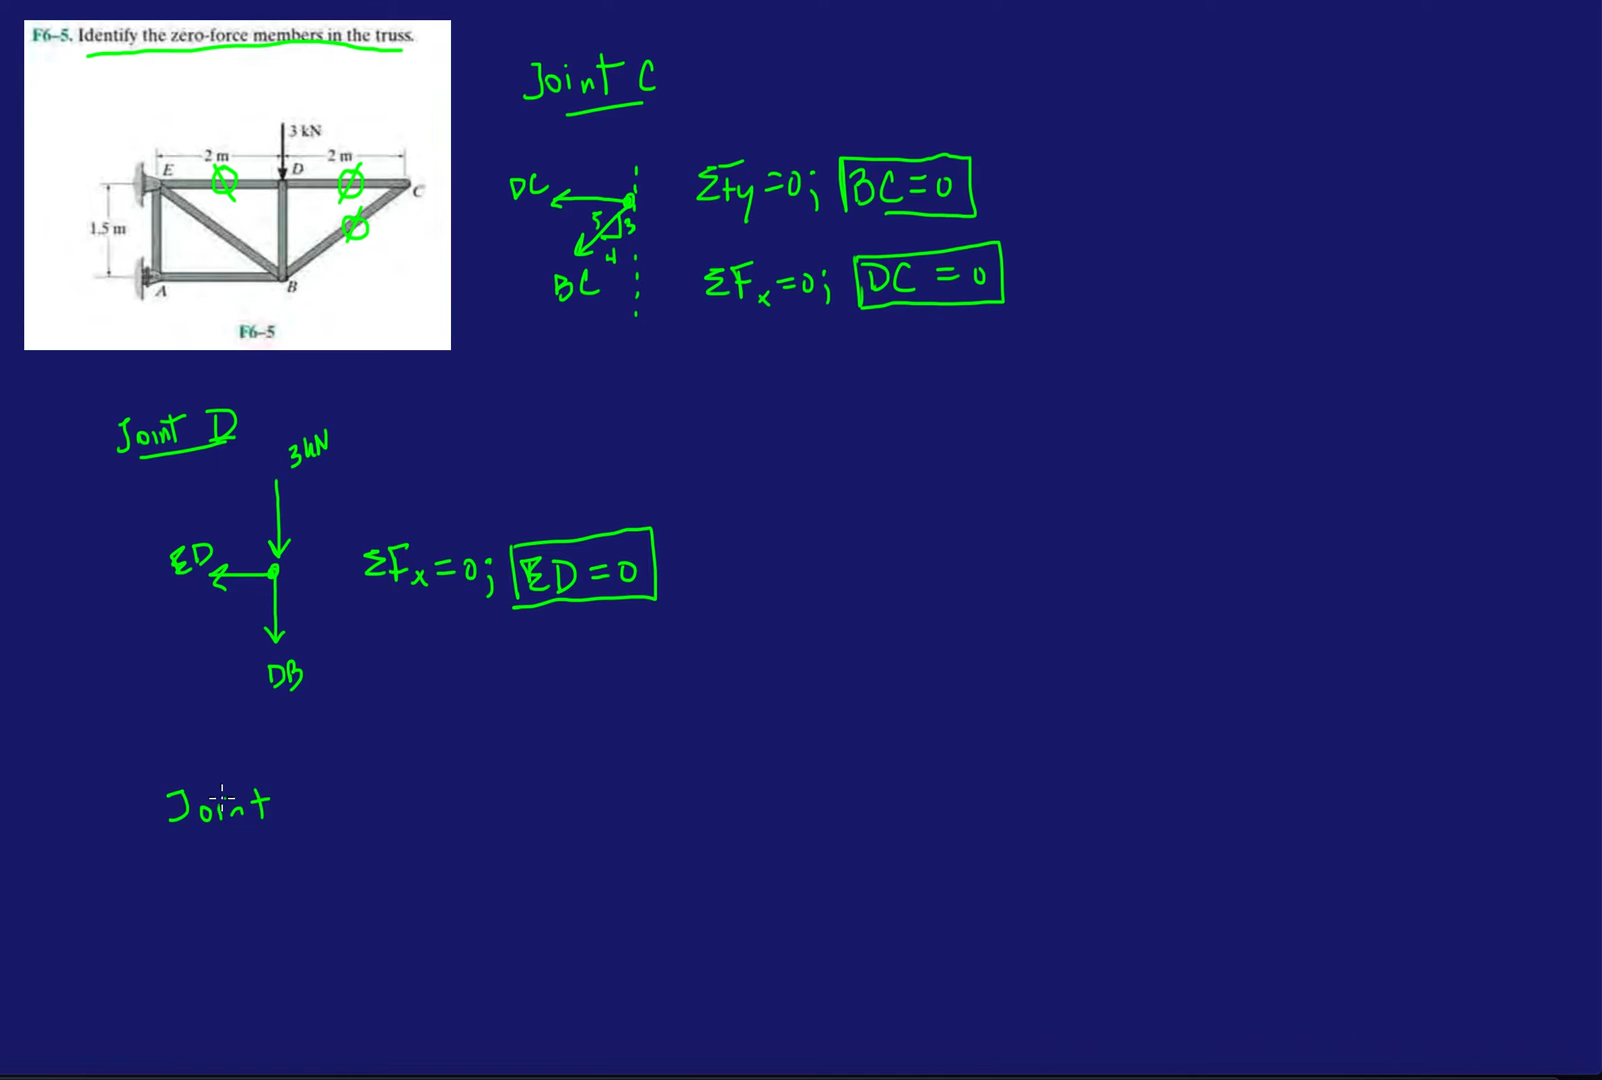 F6–5. Identify the zero-force members in the truss.
3 kN
2 m
2 m
E
D
C
1.5 m
A
B
F6–5
Joint C
DC
5
3
4
BC
ΣFy=0; BC=0
ΣFx=0; DC=0
Joint D
3kN
ED
DB
ΣFx=0; ED=0
Joint